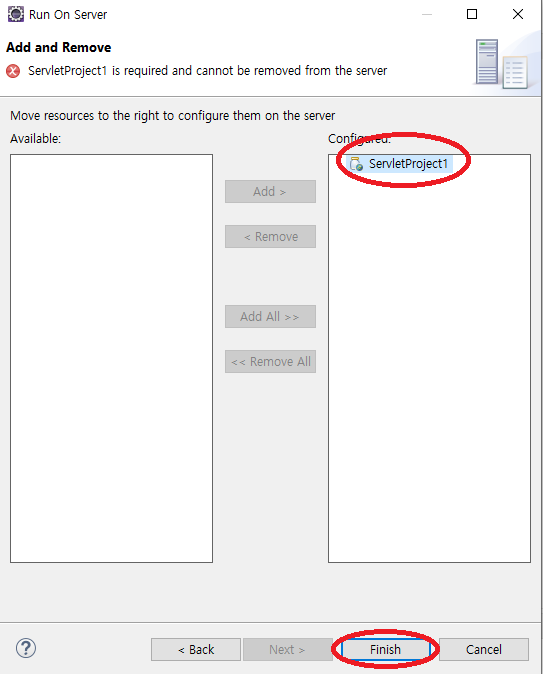 Run On Server
Add and Remove
ServletProject1 is required and cannot be removed from the server
Move resources to the right to configure them on the server
Available:
Configured:
ServletProject1
Add >
< Remove
Add All >>
<< Remove All
?
< Back
Next >
Finish
Cancel